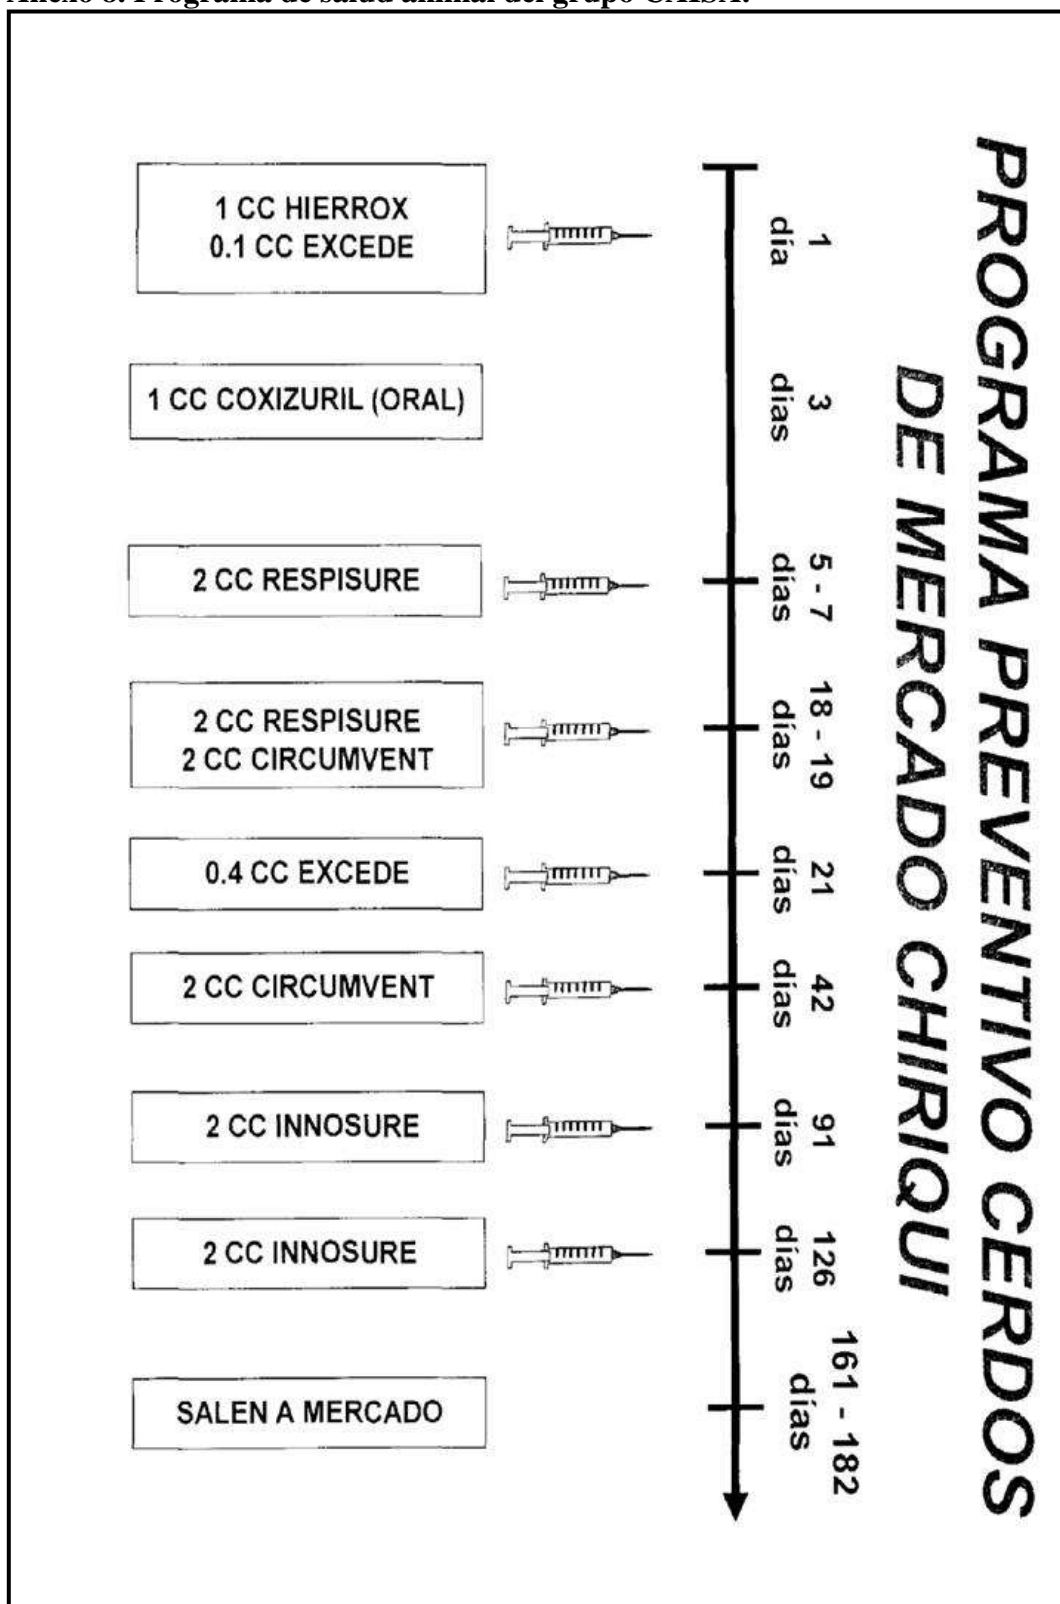 Anexo 8. Programa de salud animal del grupo CAISA.
PROGRAMA PREVENTIVO CERDOS
DE MERCADO CHIRIQUI
1
día
1 CC HIERROX
0.1 CC EXCEDE
3
días
1 CC COXIZURIL (ORAL)
5 - 7
días
2 CC RESPISURE
18 - 19
días
2 CC RESPISURE
2 CC CIRCUMVENT
21
días
0.4 CC EXCEDE
42
días
2 CC CIRCUMVENT
91
días
2 CC INNOSURE
126
días
2 CC INNOSURE
161 - 182
días
SALEN A MERCADO